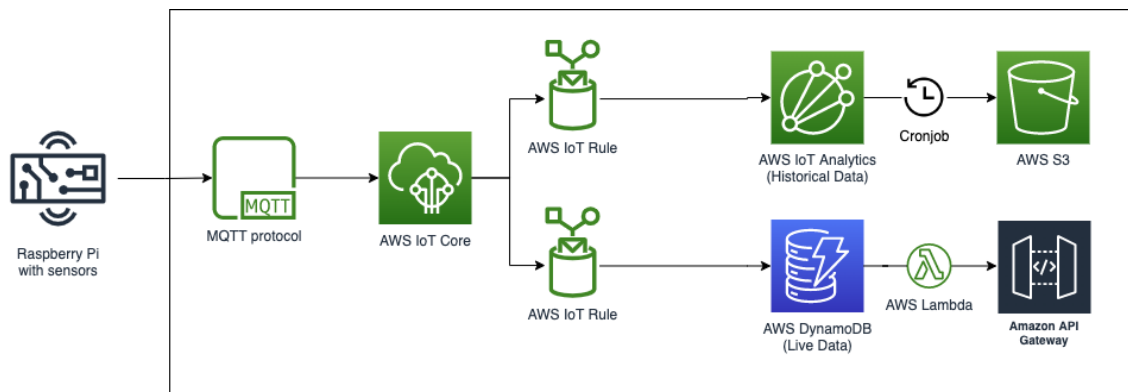 Raspberry Pi
with sensors
MQTT
MQTT protocol
AWS IoT Core
AWS IoT Rule
AWS IoT Analytics
(Historical Data)
Cronjob
AWS S3
AWS IoT Rule
AWS DynamoDB
(Live Data)
AWS Lambda
</>
Amazon API
Gateway